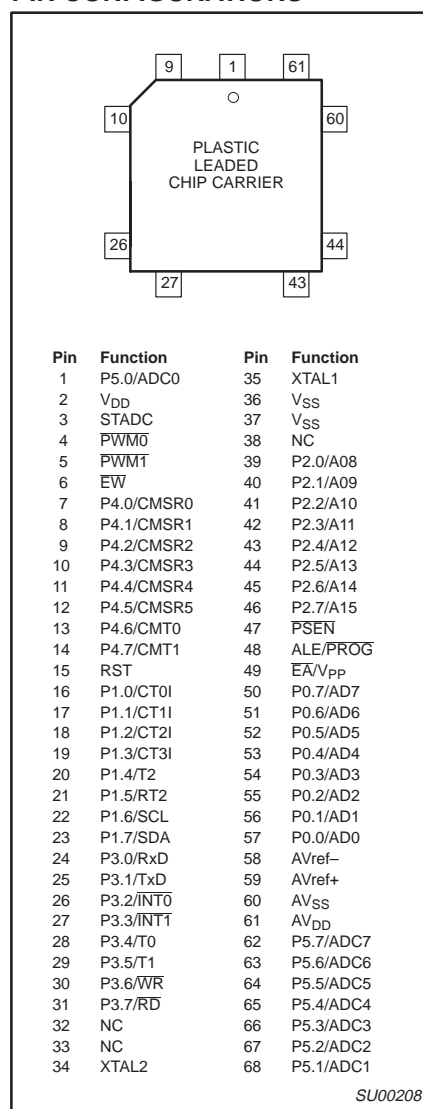 9 1 61
10 60
PLASTIC
LEADED
CHIP CARRIER
26 44
27 43
Pin Function Pin Function
1 P5.0/ADC0 35 XTAL1
2 VDD 36 VSS
3 STADC 37 VSS
4 P̅W̅M̅0̅ 38 NC
5 P̅W̅M̅1̅ 39 P2.0/A08
6 E̅W̅ 40 P2.1/A09
7 P4.0/CMSR0 41 P2.2/A10
8 P4.1/CMSR1 42 P2.3/A11
9 P4.2/CMSR2 43 P2.4/A12
10 P4.3/CMSR3 44 P2.5/A13
11 P4.4/CMSR4 45 P2.6/A14
12 P4.5/CMSR5 46 P2.7/A15
13 P4.6/CMT0 47 P̅S̅E̅N̅
14 P4.7/CMT1 48 ALE/P̅R̅O̅G̅
15 RST 49 E̅A̅/VPP
16 P1.0/CT0I 50 P0.7/AD7
17 P1.1/CT1I 51 P0.6/AD6
18 P1.2/CT2I 52 P0.5/AD5
19 P1.3/CT3I 53 P0.4/AD4
20 P1.4/T2 54 P0.3/AD3
21 P1.5/RT2 55 P0.2/AD2
22 P1.6/SCL 56 P0.1/AD1
23 P1.7/SDA 57 P0.0/AD0
24 P3.0/RxD 58 AVref–
25 P3.1/TxD 59 AVref+
26 P3.2/I̅N̅T̅0̅ 60 AVSS
27 P3.3/I̅N̅T̅1̅ 61 AVDD
28 P3.4/T0 62 P5.7/ADC7
29 P3.5/T1 63 P5.6/ADC6
30 P3.6/W̅R̅ 64 P5.5/ADC5
31 P3.7/R̅D̅ 65 P5.4/ADC4
32 NC 66 P5.3/ADC3
33 NC 67 P5.2/ADC2
34 XTAL2 68 P5.1/ADC1
SU00208